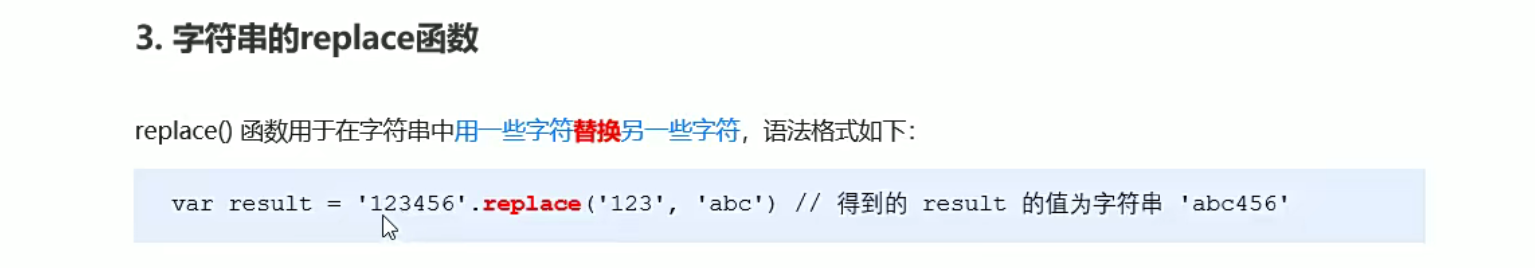 3. 字符串的replace函数
replace() 函数用于在字符串中用一些字符替换另一些字符，语法格式如下：
var result = '123456'.replace('123', 'abc') // 得到的 result 的值为字符串 'abc456'